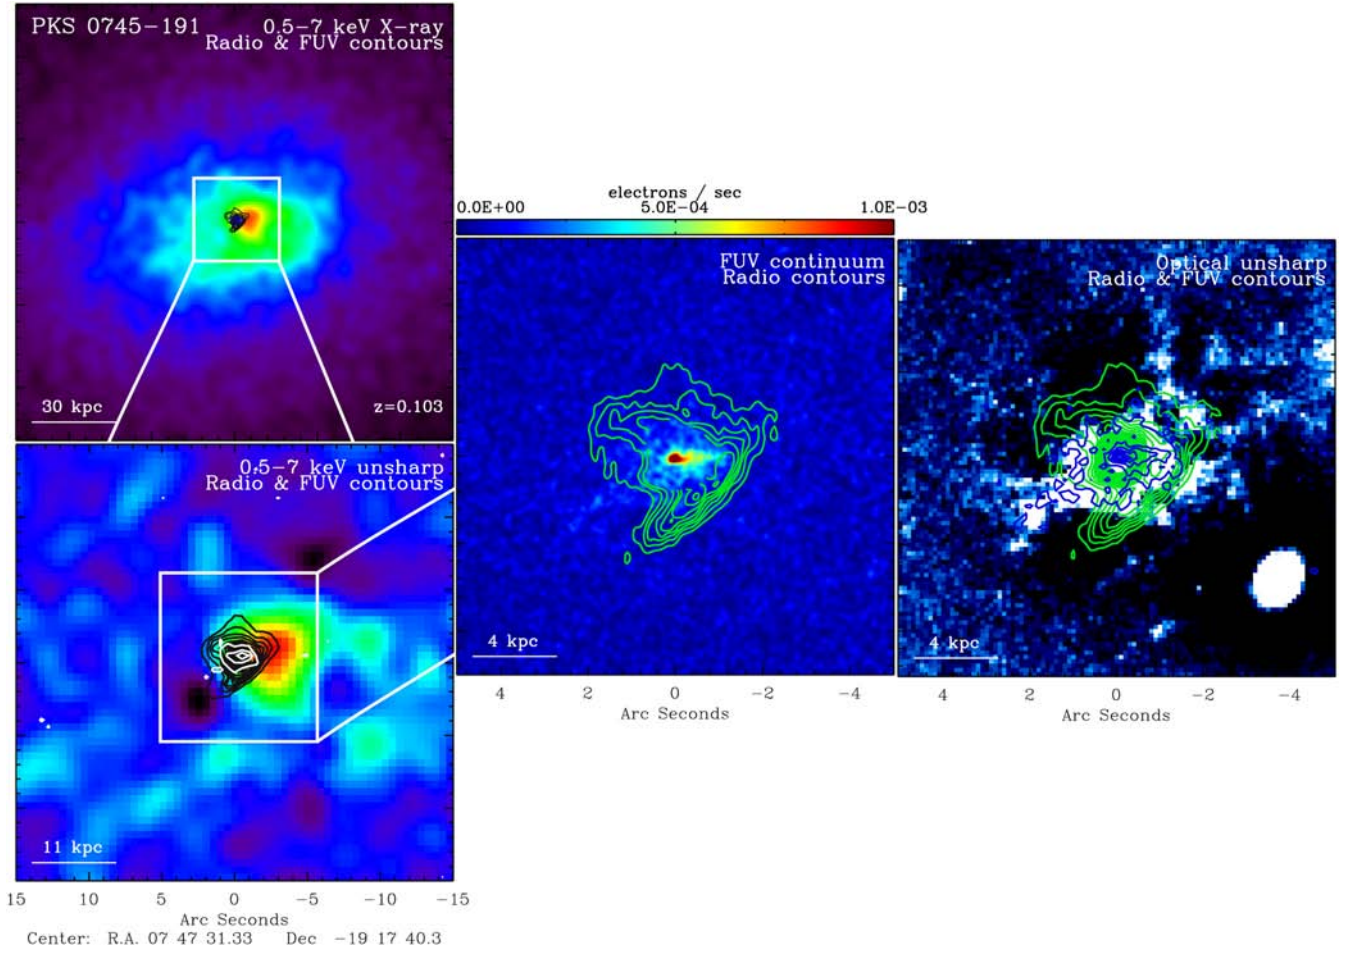 PKS 0745-191 0.5-7 keV X-ray
Radio & FUV contours
30 kpc z=0.103
0.5-7 keV unsharp
Radio & FUV contours
11 kpc
15 10 5 0 -5 -10 -15
Arc Seconds
Center: R.A. 07 47 31.33 Dec -19 17 40.3
electrons / sec
0.0E+00 5.0E-04 1.0E-03
FUV continuum
Radio contours
4 kpc
4 2 0 -2 -4
Arc Seconds
Optical unsharp
Radio & FUV contours
4 kpc
4 2 0 -2 -4
Arc Seconds